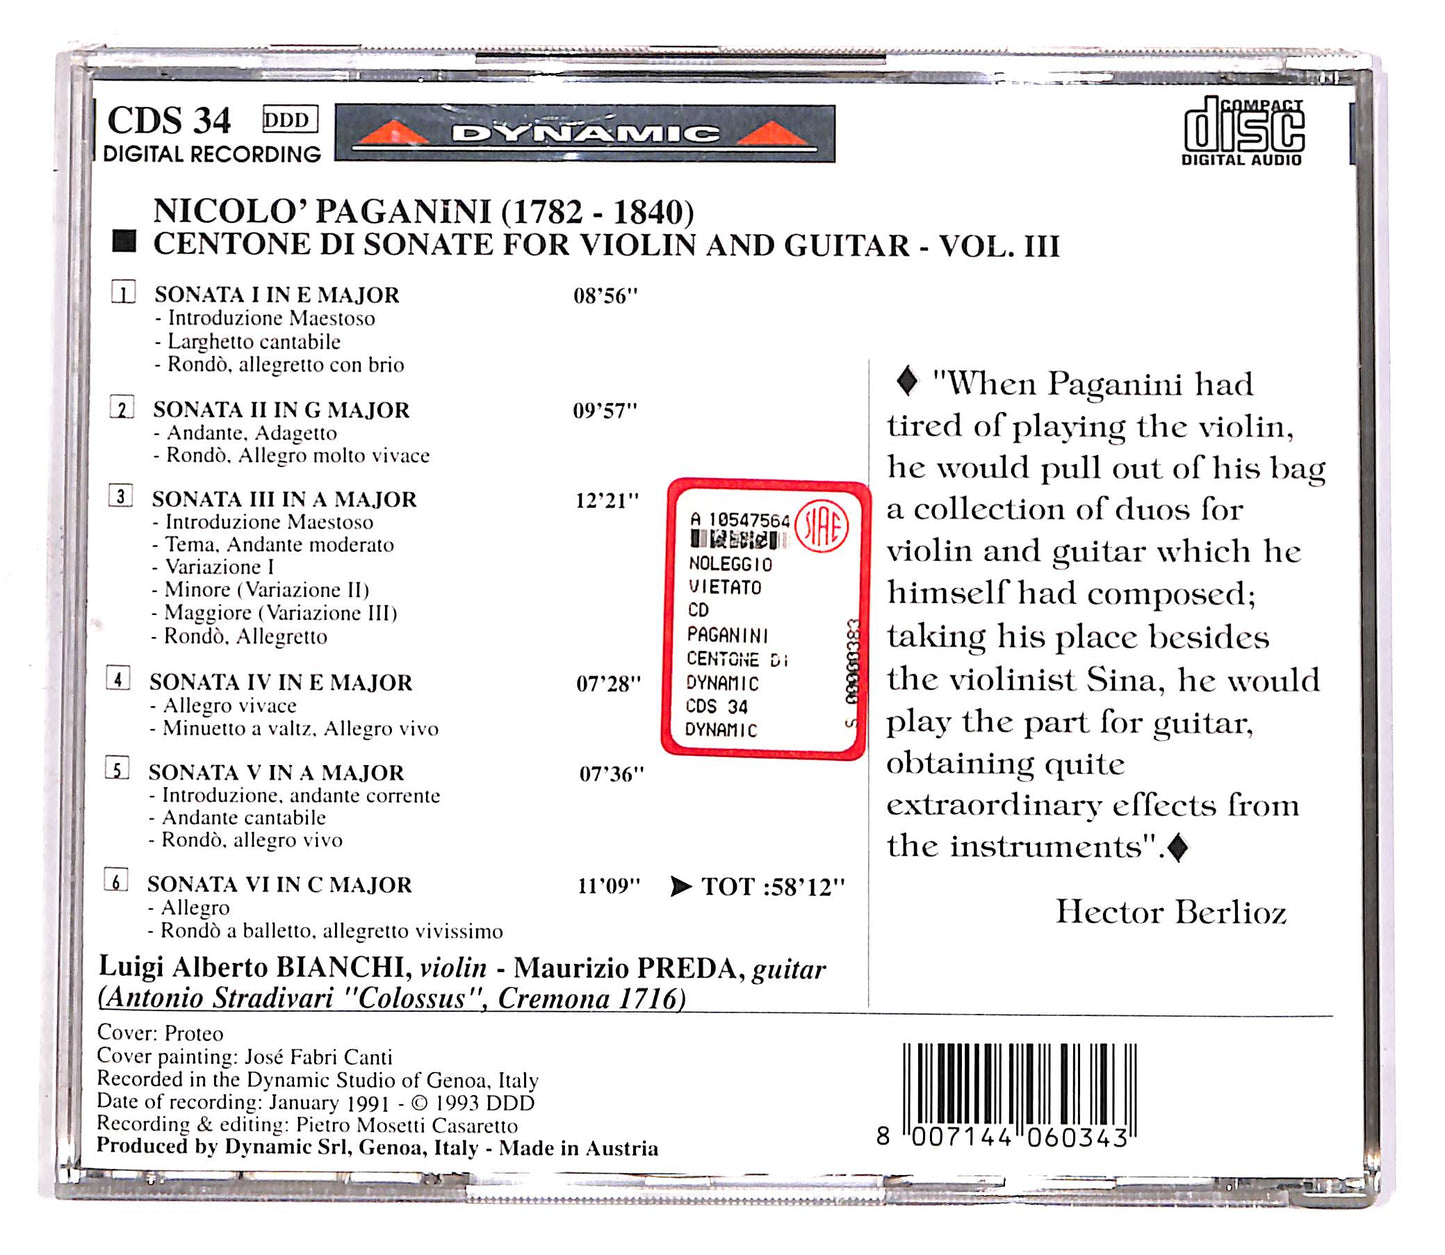 CDS 34 DDD
DIGITAL RECORDING
DYNAMIC
COMPACT
disc
DIGITAL AUDIO
NICOLO' PAGANINI (1782 - 1840)
■ CENTONE DI SONATE FOR VIOLIN AND GUITAR - VOL. III
1 SONATA I IN E MAJOR 08'56"
- Introduzione Maestoso
- Larghetto cantabile
- Rondò, allegretto con brio
2 SONATA II IN G MAJOR 09'57"
- Andante, Adagetto
- Rondò, Allegro molto vivace
3 SONATA III IN A MAJOR 12'21"
- Introduzione Maestoso
- Tema, Andante moderato
- Variazione I
- Minore (Variazione II)
- Maggiore (Variazione III)
- Rondò, Allegretto
4 SONATA IV IN E MAJOR 07'28"
- Allegro vivace
- Minuetto a valtz, Allegro vivo
5 SONATA V IN A MAJOR 07'36"
- Introduzione, andante corrente
- Andante cantabile
- Rondò, allegro vivo
6 SONATA VI IN C MAJOR 11'09" ➤ TOT :58'12"
- Allegro
- Rondò a balletto, allegretto vivissimo
Luigi Alberto BIANCHI, violin - Maurizio PREDA, guitar
(Antonio Stradivari "Colossus", Cremona 1716)
A 10547564
SIAE
NOLEGGIO
VIETATO
CD
PAGANINI
CENTONE DI
DYNAMIC
CDS 34
DYNAMIC
S 00000383
♦ "When Paganini had
tired of playing the violin,
he would pull out of his bag
a collection of duos for
violin and guitar which he
himself had composed;
taking his place besides
the violinist Sina, he would
play the part for guitar,
obtaining quite
extraordinary effects from
the instruments".♦
Hector Berlioz
Cover: Proteo
Cover painting: José Fabri Canti
Recorded in the Dynamic Studio of Genoa, Italy
Date of recording: January 1991 - © 1993 DDD
Recording & editing: Pietro Mosetti Casaretto
Produced by Dynamic Srl, Genoa, Italy - Made in Austria
8 007144 060343